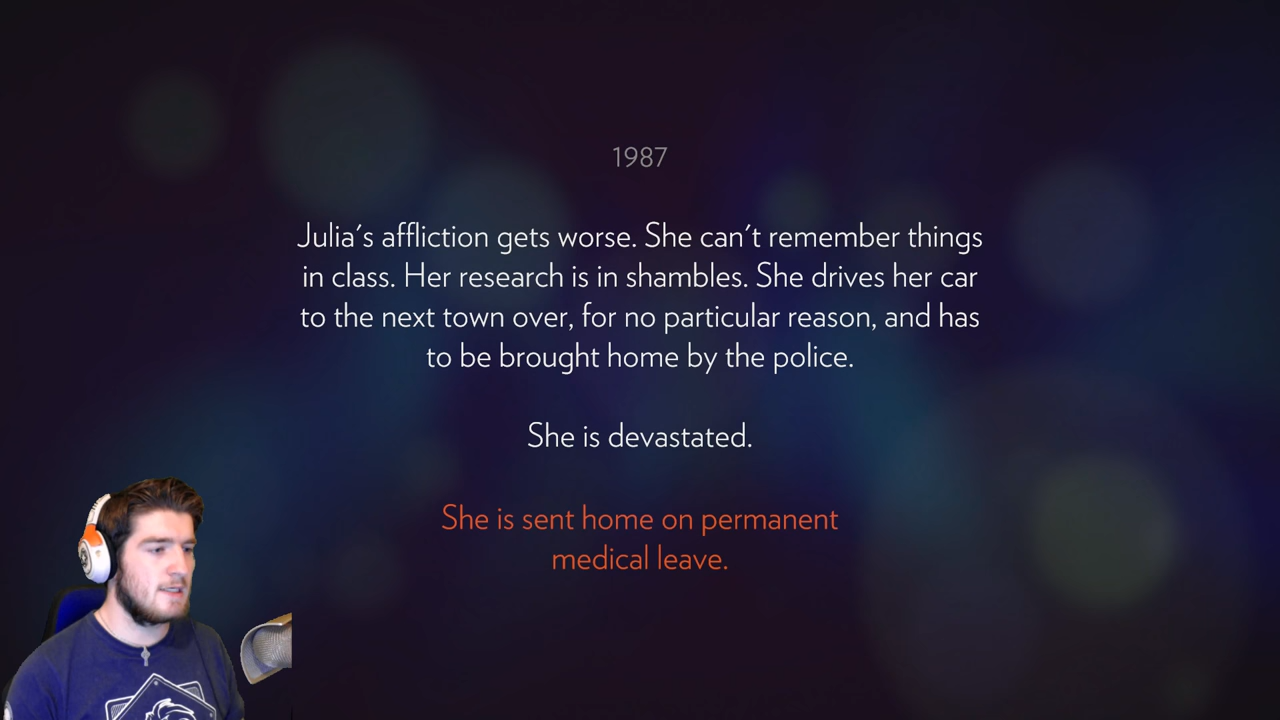 1987
Julia's affliction gets worse. She can't remember things
in class. Her research is in shambles. She drives her car
to the next town over, for no particular reason, and has
to be brought home by the police.
She is devastated.
She is sent home on permanent
medical leave.